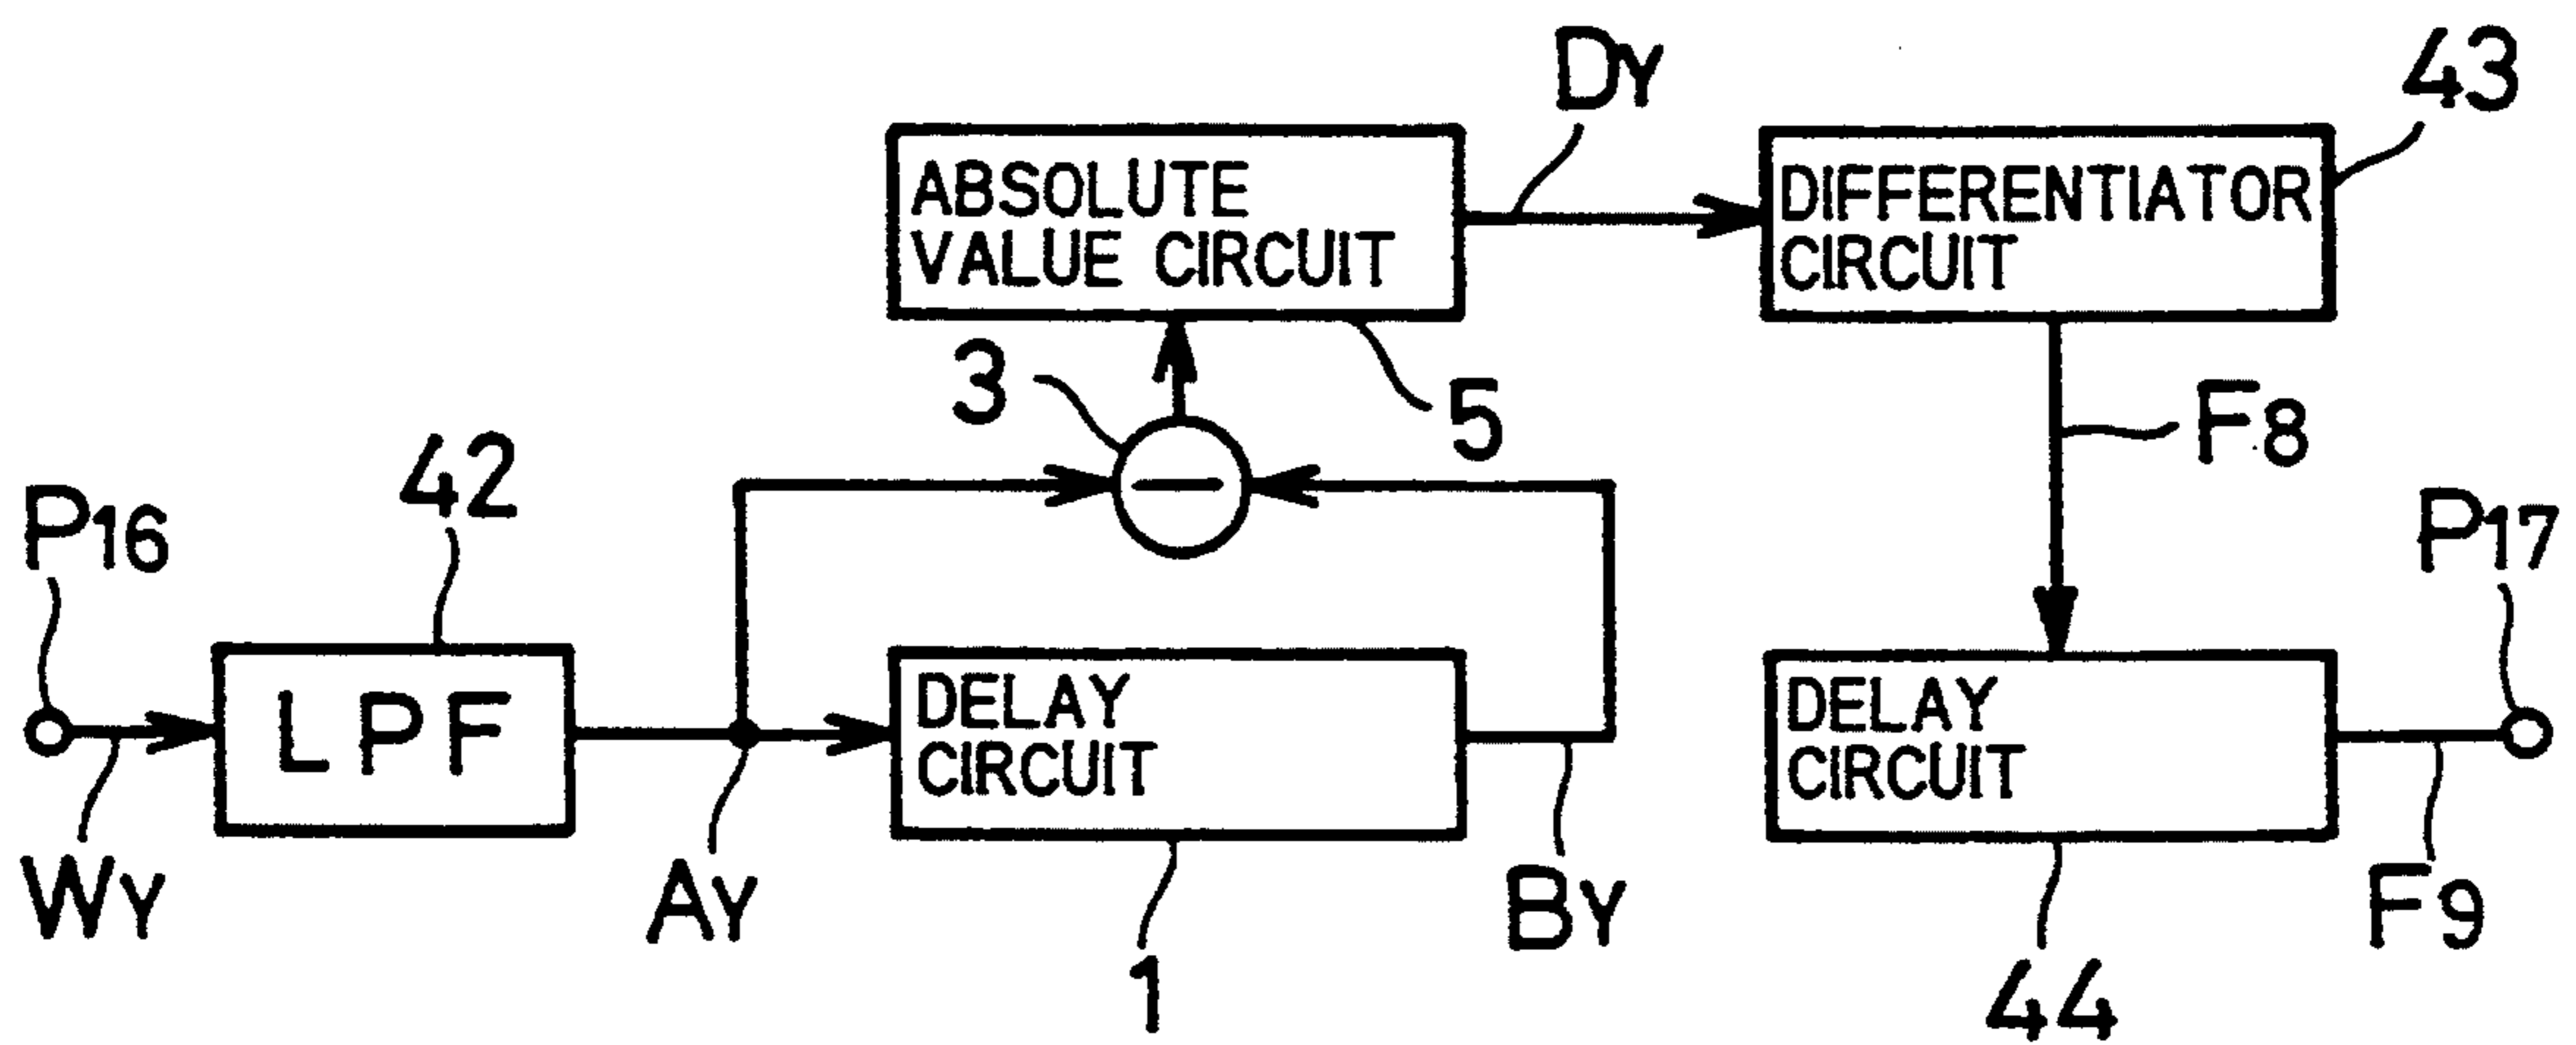 DY
43
ABSOLUTE
VALUE CIRCUIT
DIFFERENTIATOR
CIRCUIT
3
5
F8
42
P16
P17
LPF
DELAY
CIRCUIT
DELAY
CIRCUIT
WY
AY
BY
F9
1
44